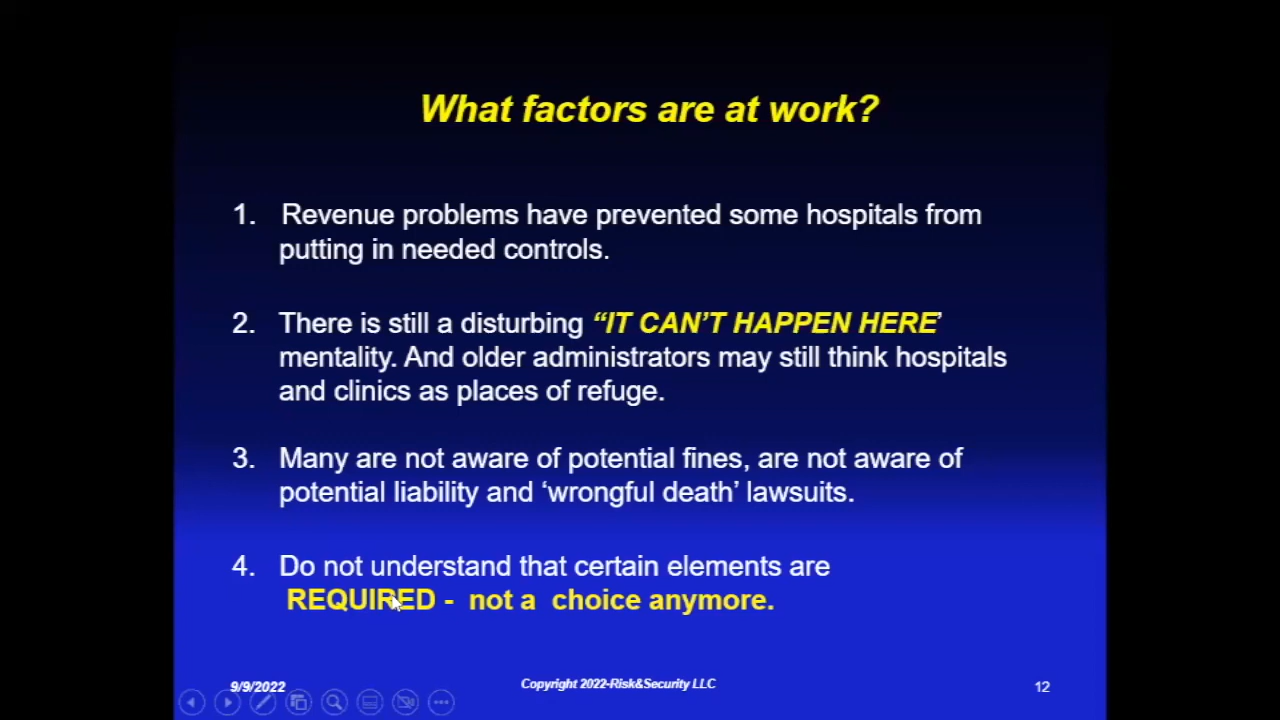 What factors are at work?
1. Revenue problems have prevented some hospitals from
putting in needed controls.
2. There is still a disturbing “IT CAN’T HAPPEN HERE’
mentality. And older administrators may still think hospitals
and clinics as places of refuge.
3. Many are not aware of potential fines, are not aware of
potential liability and ‘wrongful death’ lawsuits.
4. Do not understand that certain elements are
REQUIRED - not a choice anymore.
9/9/2022
Copyright 2022-Risk&Security LLC
12